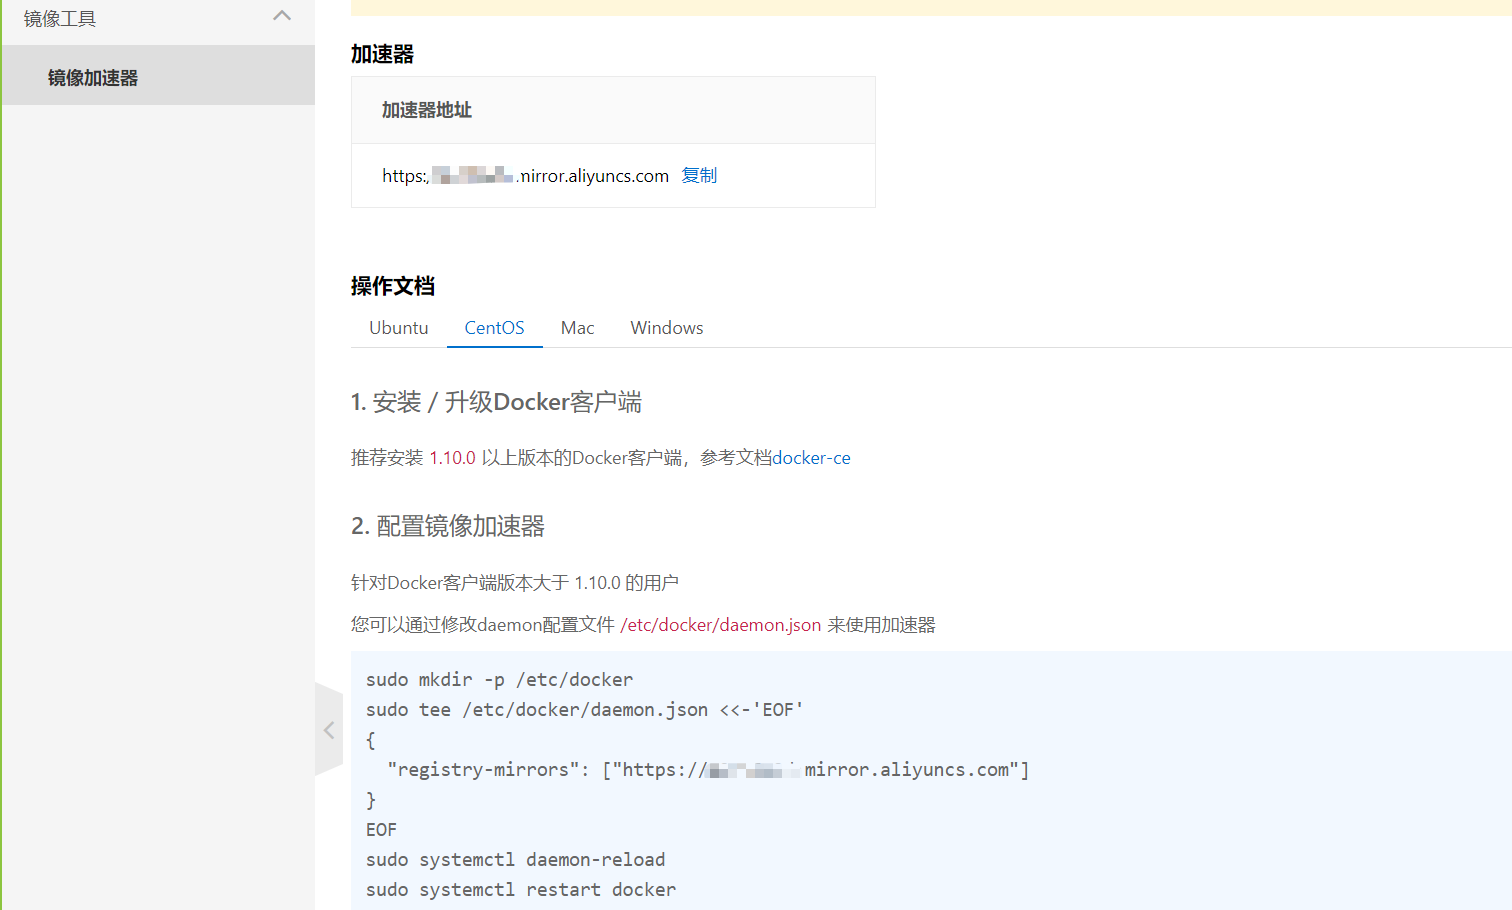 镜像工具
镜像加速器
加速器
加速器地址
https:, .mirror.aliyuncs.com 复制
操作文档
Ubuntu CentOS Mac Windows
1. 安装 / 升级Docker客户端
推荐安装 1.10.0 以上版本的Docker客户端，参考文档docker-ce
2. 配置镜像加速器
针对Docker客户端版本大于 1.10.0 的用户
您可以通过修改daemon配置文件 /etc/docker/daemon.json 来使用加速器
sudo mkdir -p /etc/docker
sudo tee /etc/docker/daemon.json <<-'EOF'
{
"registry-mirrors": ["https:// mirror.aliyuncs.com"]
}
EOF
sudo systemctl daemon-reload
sudo systemctl restart docker